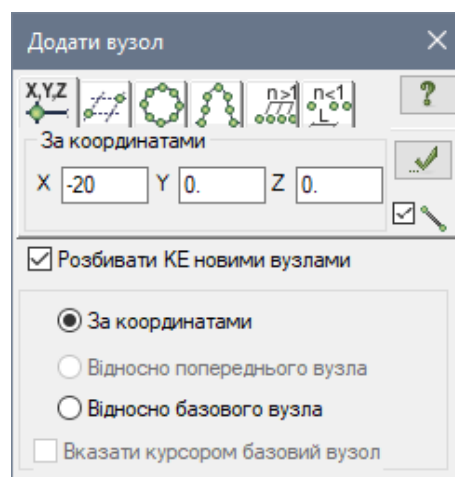 Додати вузол
X,Y,Z
n>1
n<1
L
?
За координатами
X -20 Y 0. Z 0.
Розбивати КЕ новими вузлами
За координатами
Відносно попереднього вузла
Відносно базового вузла
Вказати курсором базовий вузол